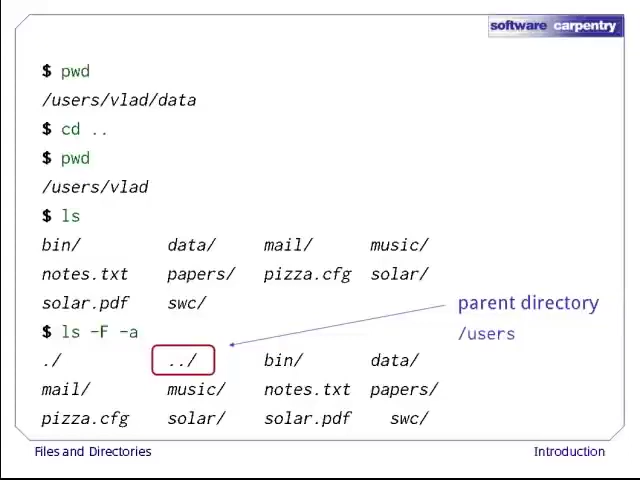 software carpentry
$ pwd
/users/vlad/data
$ cd ..
$ pwd
/users/vlad
$ ls
bin/ data/ mail/ music/
notes.txt papers/ pizza.cfg solar/
solar.pdf swc/
parent directory
$ ls -F -a
/users
./ ../ bin/ data/
mail/ music/ notes.txt papers/
pizza.cfg solar/ solar.pdf swc/
Files and Directories
Introduction